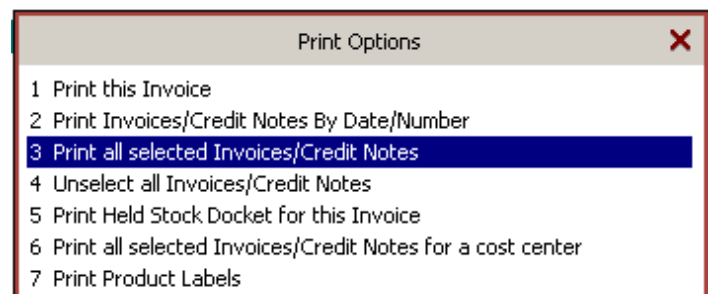 Print Options
1 Print this Invoice
2 Print Invoices/Credit Notes By Date/Number
3 Print all selected Invoices/Credit Notes
4 Unselect all Invoices/Credit Notes
5 Print Held Stock Docket for this Invoice
6 Print all selected Invoices/Credit Notes for a cost center
7 Print Product Labels